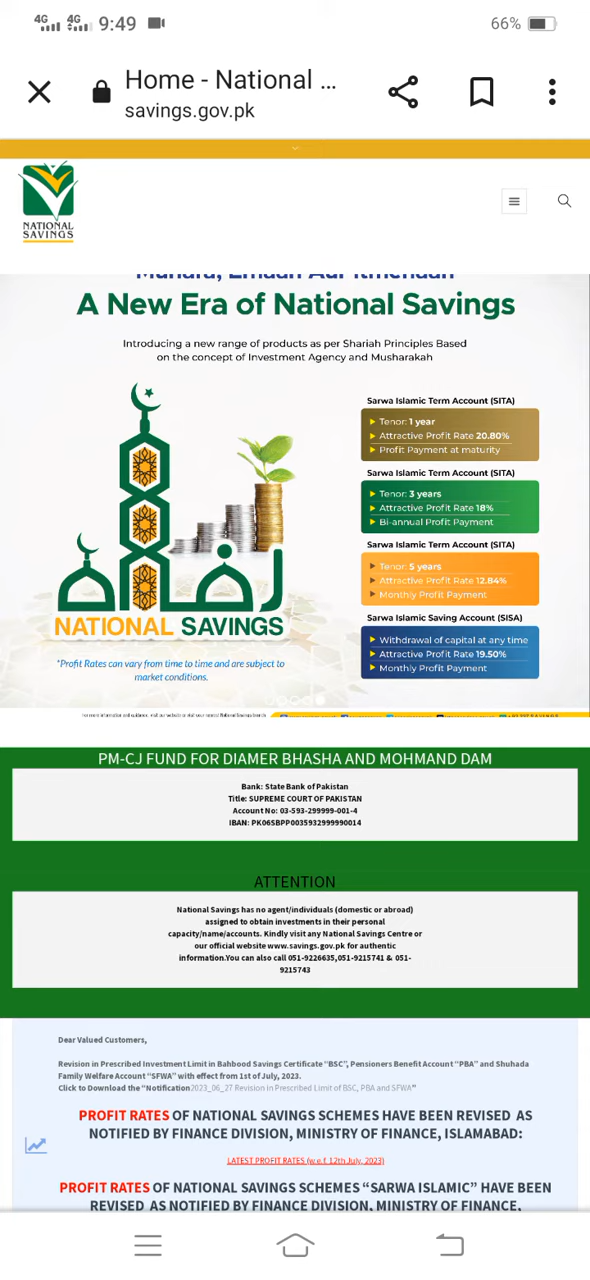 4G 4G 9:49 66%
Home - National ...
savings.gov.pk
NATIONAL
SAVINGS
A New Era of National Savings
Introducing a new range of products as per Shariah Principles Based
on the concept of Investment Agency and Musharakah
Sarwa Islamic Term Account (SITA)
Tenor: 1 year
Attractive Profit Rate 20.80%
Profit Payment at maturity
Sarwa Islamic Term Account (SITA)
Tenor: 3 years
Attractive Profit Rate 18%
Bi-annual Profit Payment
Sarwa Islamic Term Account (SITA)
Tenor: 5 years
Attractive Profit Rate 12.84%
Monthly Profit Payment
Sarwa Islamic Saving Account (SISA)
Withdrawal of capital at any time
Attractive Profit Rate 19.50%
Monthly Profit Payment
NATIONAL SAVINGS
*Profit Rates can vary from time to time and are subject to
market conditions.
PM-CJ FUND FOR DIAMER BHASHA AND MOHMAND DAM
Bank: State Bank of Pakistan
Title: SUPREME COURT OF PAKISTAN
Account No: 03-593-299999-001-4
IBAN: PK06SBPP0035932999990014
ATTENTION
National Savings has no agent/individuals (domestic or abroad)
assigned to obtain investments in their personal
capacity/name/accounts. Kindly visit any National Savings Centre or
our official website www.savings.gov.pk for authentic
information.You can also call 051-9226635,051-9215741 & 051-
9215743
Dear Valued Customers,
Revision in Prescribed Investment Limit in Bahbood Savings Certificate “BSC”, Pensioners Benefit Account “PBA” and Shuhada
Family Welfare Account “SFWA” with effect from 1st of July, 2023.
Click to Download the “Notification2023_06_27 Revision in Prescribed Limit of BSC, PBA and SFWA”
PROFIT RATES OF NATIONAL SAVINGS SCHEMES HAVE BEEN REVISED AS
NOTIFIED BY FINANCE DIVISION, MINISTRY OF FINANCE, ISLAMABAD:
LATEST PROFIT RATES (w.e.f. 12th July, 2023)
PROFIT RATES OF NATIONAL SAVINGS SCHEMES “SARWA ISLAMIC” HAVE BEEN
REVISED AS NOTIFIED BY FINANCE DIVISION, MINISTRY OF FINANCE,